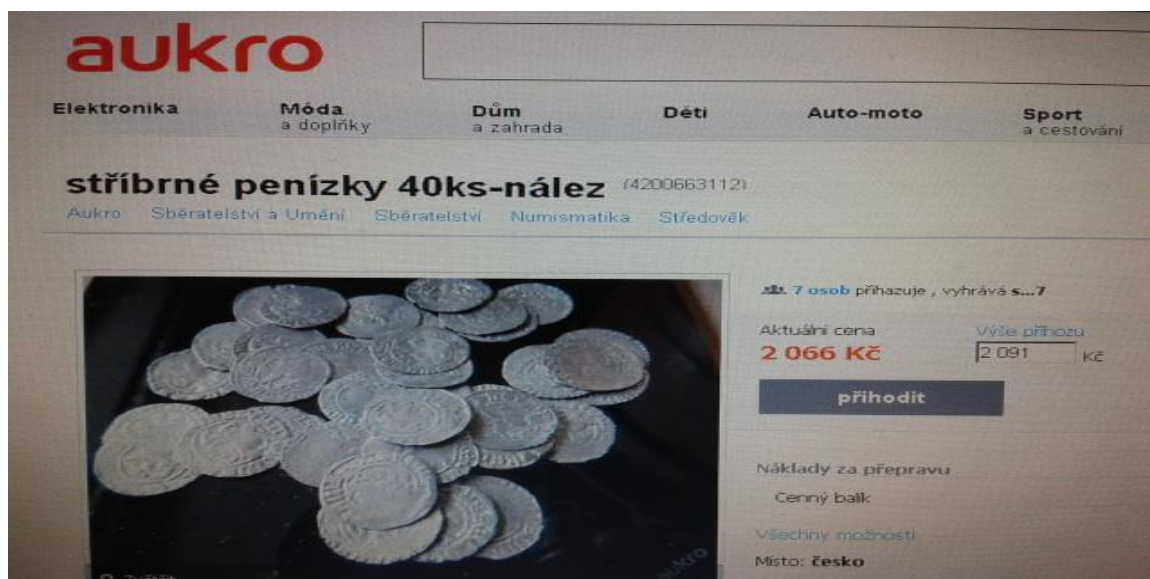 aukro
Elektronika Móda Dům Děti Auto-moto Sport
a doplňky a zahrada a cestování
stříbrné penízky 40ks-nález (4200663112)
Aukro Sběratelství a Umění Sběratelství Numismatika Středověk
7 osob přihazuje , vyhrává s...7
Aktuální cena Výše příhozu
2 066 Kč 2 091 Kč
přihodit
Náklady za přepravu
Cenný balík
Všechny možnosti
Místo: česko
aukro